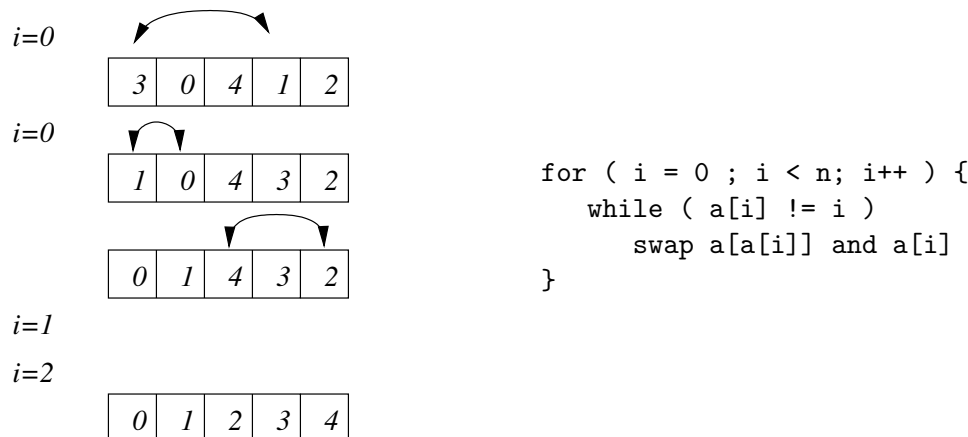 i=0
3 0 4 1 2
i=0
1 0 4 3 2
0 1 4 3 2
i=1
i=2
0 1 2 3 4
for ( i = 0 ; i < n; i++ ) {
while ( a[i] != i )
swap a[a[i]] and a[i]
}